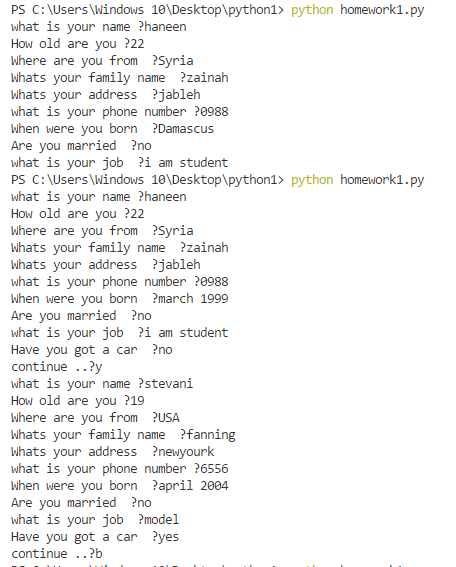 PS C:\Users\Windows 10\Desktop\python1> python homework1.py
what is your name ?haneen
How old are you ?22
Where are you from  ?Syria
Whats your family name  ?zainah
Whats your address  ?jableh
what is your phone number ?0988
When were you born  ?Damascus
Are you married  ?no
what is your job  ?i am student
PS C:\Users\Windows 10\Desktop\python1> python homework1.py
what is your name ?haneen
How old are you ?22
Where are you from  ?Syria
Whats your family name  ?zainah
Whats your address  ?jableh
what is your phone number ?0988
When were you born  ?march 1999
Are you married  ?no
what is your job  ?i am student
Have you got a car  ?no
continue ..?y
what is your name ?stevani
How old are you ?19
Where are you from  ?USA
Whats your family name  ?fanning
Whats your address  ?newyourk
what is your phone number ?6556
When were you born  ?april 2004
Are you married  ?no
what is your job  ?model
Have you got a car  ?yes
continue ..?b